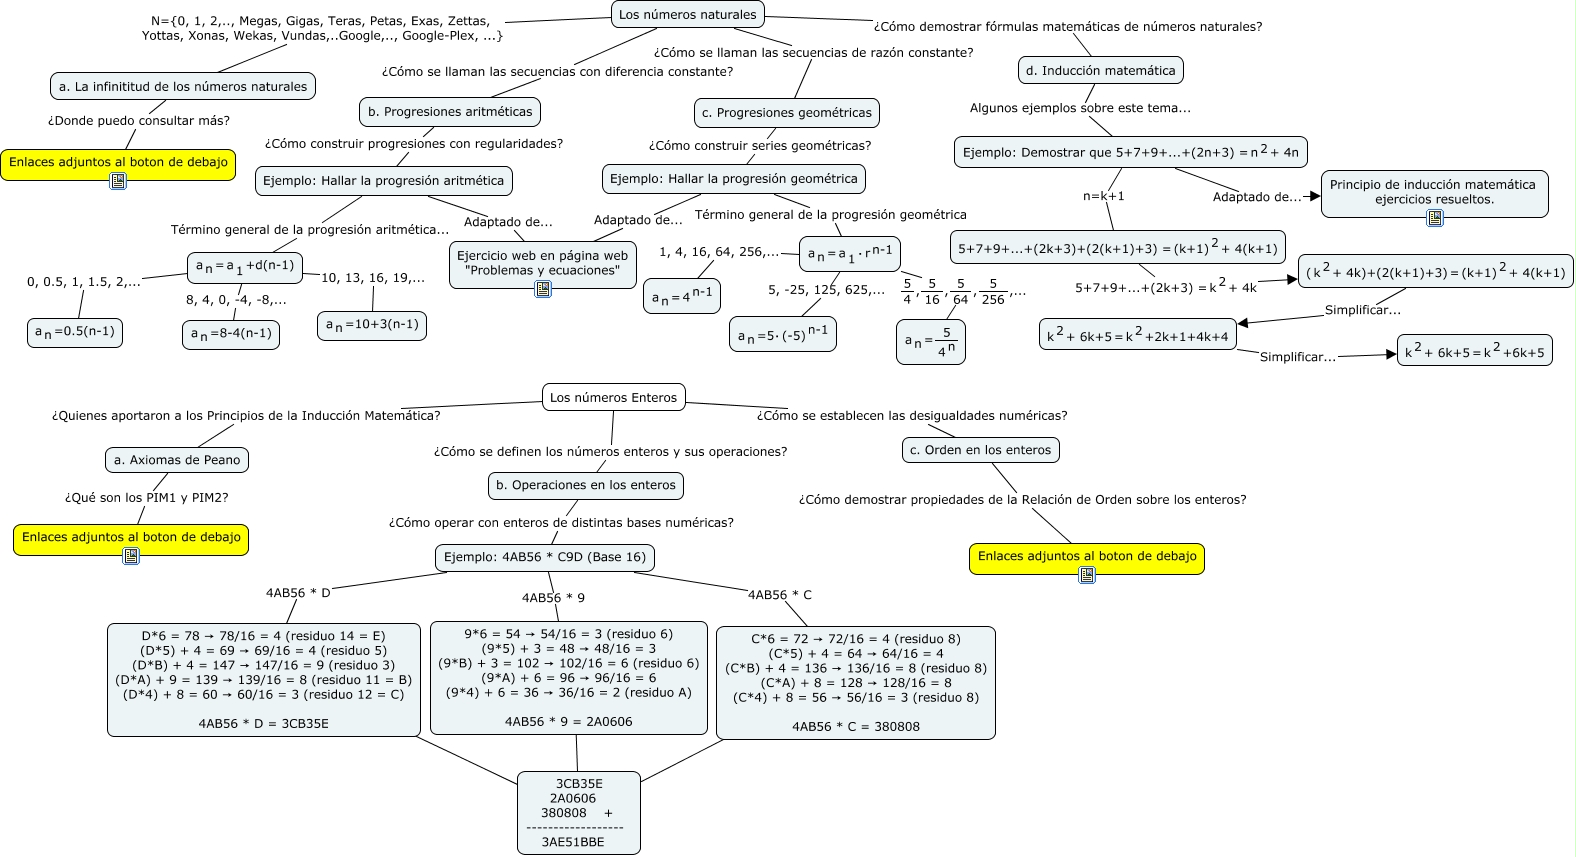 Los números naturales
N={0, 1, 2,.., Megas, Gigas, Teras, Petas, Exas, Zettas,
Yottas, Xonas, Wekas, Vundas,..Google,.., Google-Plex, ...}
a. La infinititud de los números naturales
¿Donde puedo consultar más?
Enlaces adjuntos al boton de debajo
¿Cómo se llaman las secuencias con diferencia constante?
b. Progresiones aritméticas
¿Cómo construir progresiones con regularidades?
Ejemplo: Hallar la progresión aritmética
Término general de la progresión aritmética...
a n = a 1 +d(n-1)
0, 0.5, 1, 1.5, 2,...
a n =0.5(n-1)
8, 4, 0, -4, -8,...
a n =8-4(n-1)
10, 13, 16, 19,...
a n =10+3(n-1)
Adaptado de...
Ejercicio web en página web
"Problemas y ecuaciones"
¿Cómo se llaman las secuencias de razón constante?
c. Progresiones geométricas
¿Cómo construir series geométricas?
Ejemplo: Hallar la progresión geométrica
Adaptado de...
Término general de la progresión geométrica
a n = a 1 · r n-1
1, 4, 16, 64, 256,...
a n = 4 n-1
5, -25, 125, 625,...
a n =5· (-5) n-1
5/4, 5/16, 5/64, 5/256,...
a n = 5/4 n
¿Cómo demostrar fórmulas matemáticas de números naturales?
d. Inducción matemática
Algunos ejemplos sobre este tema...
Ejemplo: Demostrar que 5+7+9+...+(2n+3) = n 2 + 4n
Adaptado de...
Principio de inducción matemática
ejercicios resueltos.
n=k+1
5+7+9+...+(2k+3)+(2(k+1)+3) = (k+1) 2 + 4(k+1)
5+7+9+...+(2k+3) = k 2 + 4k
(k 2 + 4k)+(2(k+1)+3) = (k+1) 2 + 4(k+1)
Simplificar...
k 2 + 6k+5 = k 2 +2k+1+4k+4
Simplificar...
k 2 + 6k+5 = k 2 +6k+5
Los números Enteros
¿Quienes aportaron a los Principios de la Inducción Matemática?
a. Axiomas de Peano
¿Qué son los PIM1 y PIM2?
Enlaces adjuntos al boton de debajo
¿Cómo se definen los números enteros y sus operaciones?
b. Operaciones en los enteros
¿Cómo operar con enteros de distintas bases numéricas?
Ejemplo: 4AB56 * C9D (Base 16)
4AB56 * D
D*6 = 78 → 78/16 = 4 (residuo 14 = E)
(D*5) + 4 = 69 → 69/16 = 4 (residuo 5)
(D*B) + 4 = 147 → 147/16 = 9 (residuo 3)
(D*A) + 9 = 139 → 139/16 = 8 (residuo 11 = B)
(D*4) + 8 = 60 → 60/16 = 3 (residuo 12 = C)
4AB56 * D = 3CB35E
4AB56 * 9
9*6 = 54 → 54/16 = 3 (residuo 6)
(9*5) + 3 = 48 → 48/16 = 3
(9*B) + 3 = 102 → 102/16 = 6 (residuo 6)
(9*A) + 6 = 96 → 96/16 = 6
(9*4) + 6 = 36 → 36/16 = 2 (residuo A)
4AB56 * 9 = 2A0606
4AB56 * C
C*6 = 72 → 72/16 = 4 (residuo 8)
(C*5) + 4 = 64 → 64/16 = 4
(C*B) + 4 = 136 → 136/16 = 8 (residuo 8)
(C*A) + 8 = 128 → 128/16 = 8
(C*4) + 8 = 56 → 56/16 = 3 (residuo 8)
4AB56 * C = 380808
3CB35E
2A0606
380808 +
------------------
3AE51BBE
¿Cómo se establecen las desigualdades numéricas?
c. Orden en los enteros
¿Cómo demostrar propiedades de la Relación de Orden sobre los enteros?
Enlaces adjuntos al boton de debajo